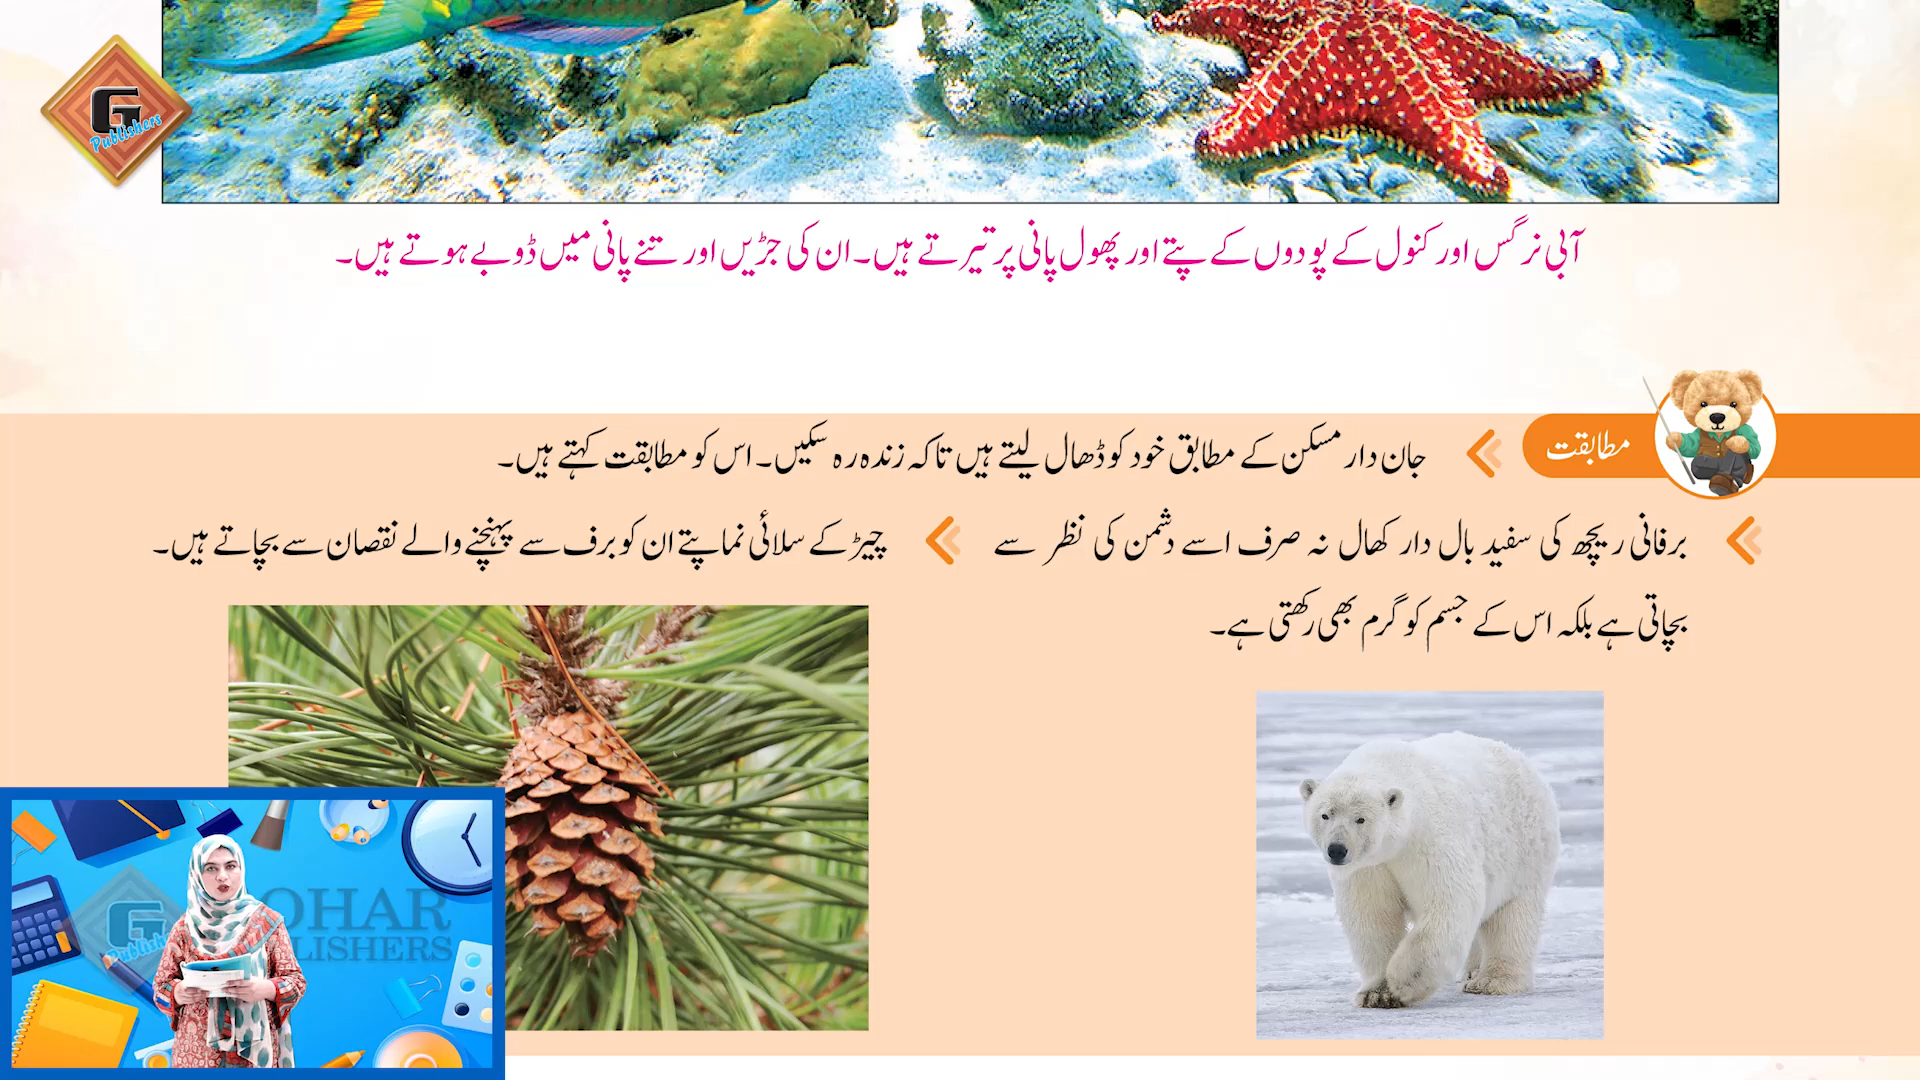 G
Publishers
آبی نرگس اور کنول کے پودوں کے پتے اور پھول پانی پر تیرتے ہیں۔ ان کی جڑیں اور تنے پانی میں ڈوبے ہوتے ہیں۔
مطابقت
جان دار مسکن کے مطابق خود کو ڈھال لیتے ہیں تاکہ زندہ رہ سکیں۔ اس کو مطابقت کہتے ہیں۔
برفانی ریچھ کی سفید بال دار کھال نہ صرف اسے دشمن کی نظر سے
بچاتی ہے بلکہ اس کے جسم کو گرم بھی رکھتی ہے۔
چیڑ کے سلائی نما پتے ان کو برف سے پہنچنے والے نقصان سے بچاتے ہیں۔
G
Publish
OHAR
LISHERS